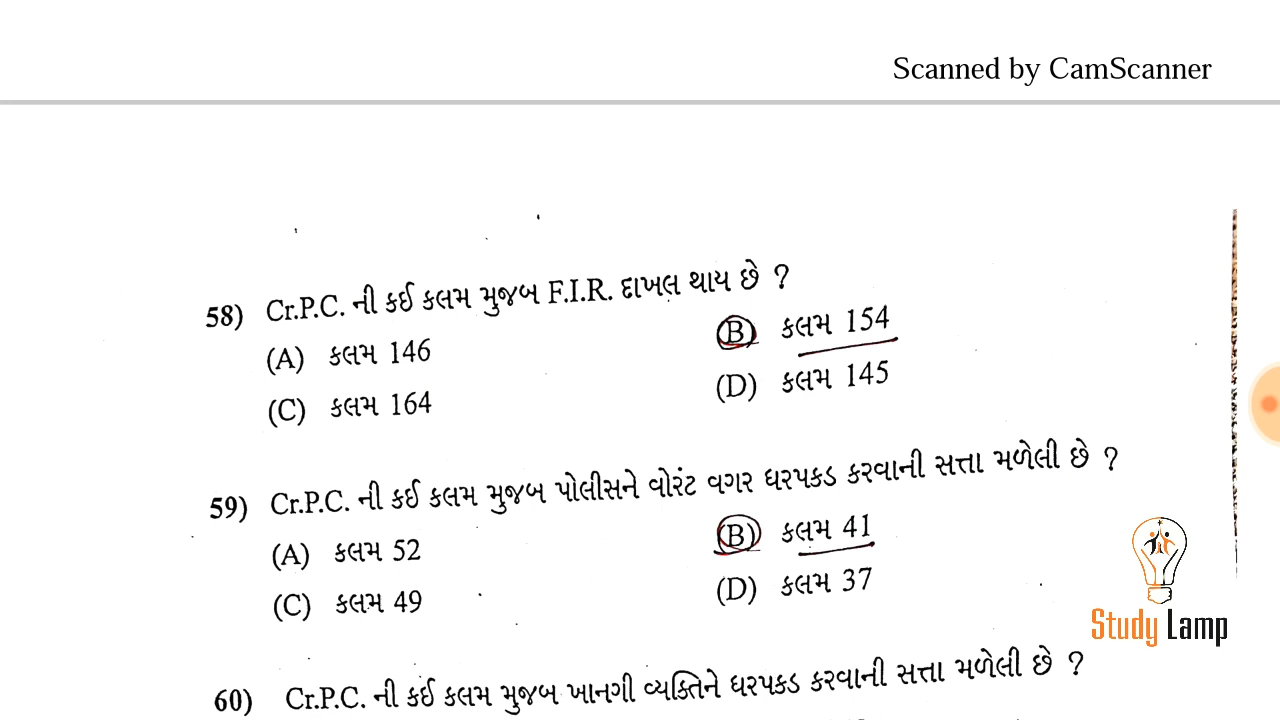 Scanned by CamScanner
58) Cr.P.C. ની કઈ કલમ મુજબ F.I.R. દાખલ થાય છે ?
(A) કલમ 146
(B) કલમ 154
(C) કલમ 164
(D) કલમ 145
59) Cr.P.C. ની કઈ કલમ મુજબ પોલીસને વોરંટ વગર ધરપકડ કરવાની સત્તા મળેલી છે ?
(A) કલમ 52
(B) કલમ 41
(C) કલમ 49
(D) કલમ 37
Study Lamp
60) Cr.P.C. ની કઈ કલમ મુજબ ખાનગી વ્યક્તિને ધરપકડ કરવાની સત્તા મળેલી છે ?